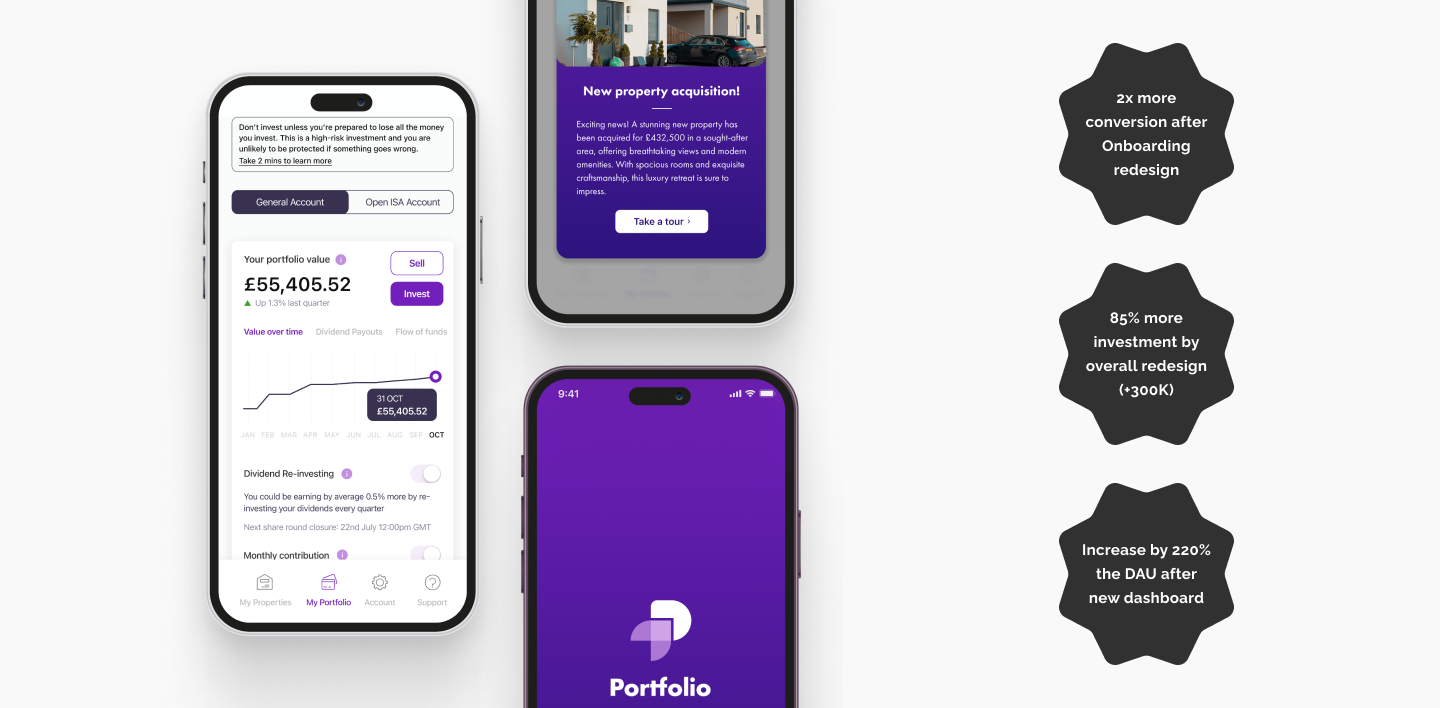 Don't invest unless you're prepared to lose all the money
you invest. This is a high-risk investment and you are
unlikely to be protected if something goes wrong.
Take 2 mins to learn more
General Account
Open ISA Account
Your portfolio value
£55,405.52
Up 1.3% last quarter
Sell
Invest
Value over time
Dividend Payouts
Flow of funds
31 OCT
£55,405.52
JAN FEB MAR APR MAY JUN JUL AUG SEP OCT
Dividend Re-investing
You could be earning by average 0.5% more by re-
investing your dividends every quarter
Next share round closure: 22nd July 12:00pm GMT
Monthly contribution
My Properties
My Portfolio
Account
Support
New property acquisition!
Exciting news! A stunning new property has
been acquired for £432,500 in a sought-after
area, offering breathtaking views and modern
amenities. With spacious rooms and exquisite
craftsmanship, this luxury retreat is sure to
impress.
Take a tour ›
9:41
Portfolio
2x more
conversion after
Onboarding
redesign
85% more
investment by
overall redesign
(+300K)
Increase by 220%
the DAU after
new dashboard